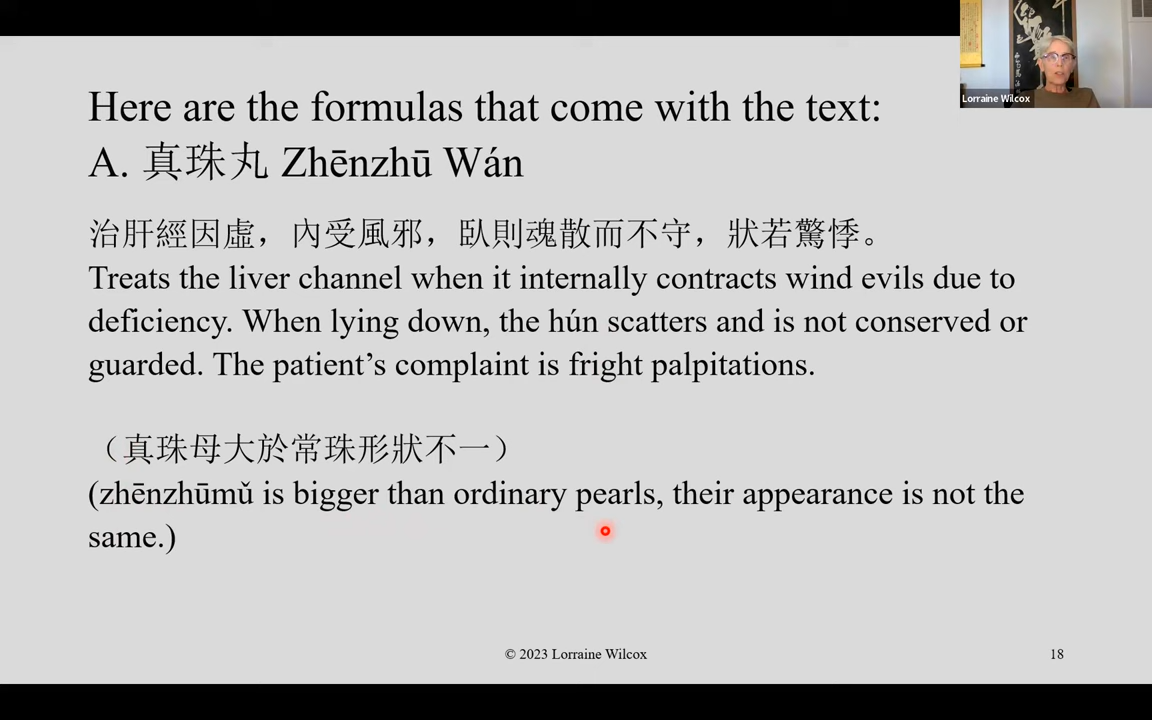 Here are the formulas that come with the text:
A. 真珠丸 Zhēnzhū Wán
治肝經因虛，內受風邪，臥則魂散而不守，狀若驚悸。
Treats the liver channel when it internally contracts wind evils due to
deficiency. When lying down, the hún scatters and is not conserved or
guarded. The patient’s complaint is fright palpitations.
（真珠母大於常珠形狀不一）
(zhēnzhūmǔ is bigger than ordinary pearls, their appearance is not the
same.)
© 2023 Lorraine Wilcox
18
Lorraine Wilcox